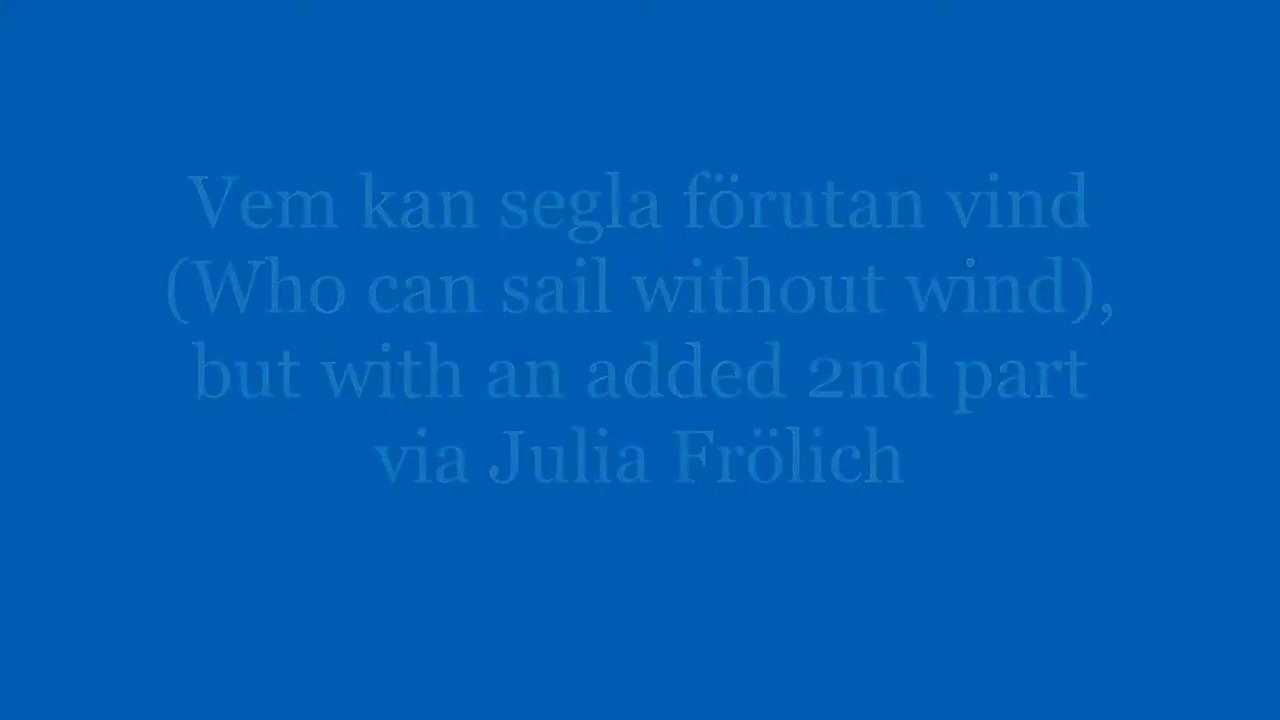 Vem kan segla förutan vind
(Who can sail without wind),
but with an added 2nd part
via Julia Frölich